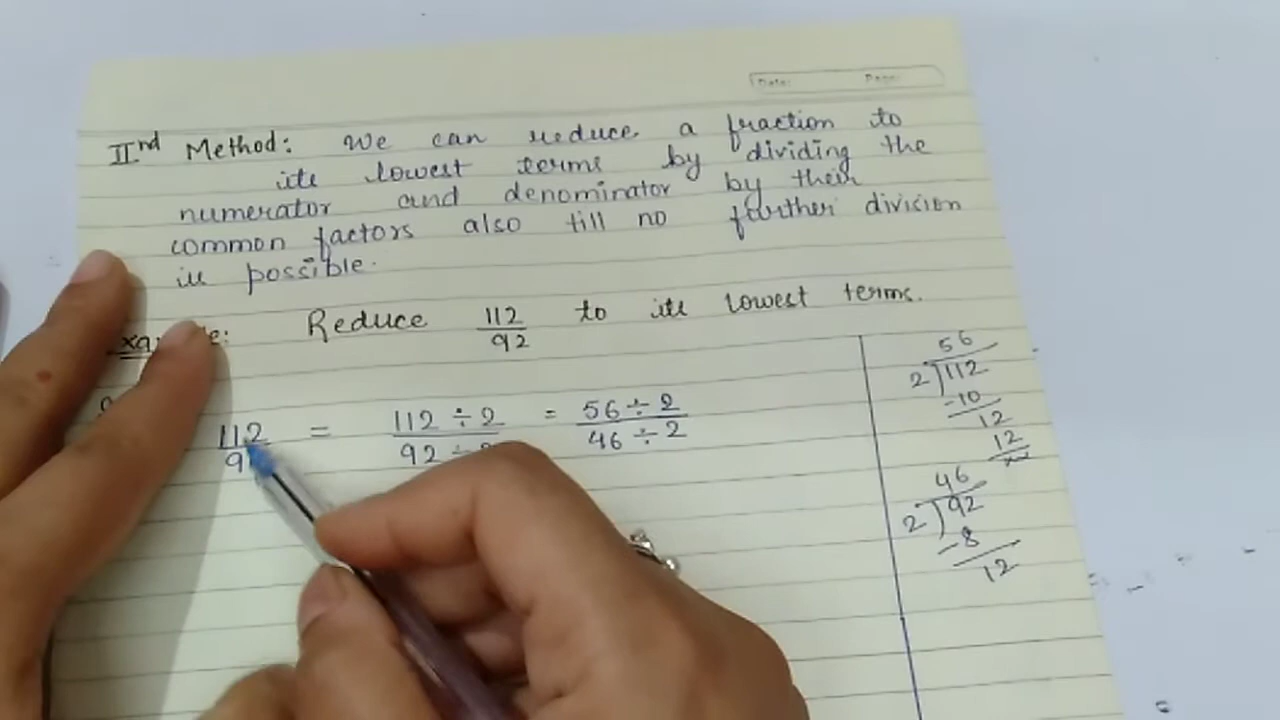 Date: Page:
IInd Method: We can reduce a fraction to
its lowest terms by dividing the
numerator and denominator by their
common factors also till no further division
is possible.
Reduce 112/92 to its lowest terms.
112 = 112 ÷ 2 = 56 ÷ 2
92 ÷ 46 ÷ 2
56
2)112
-10
12
12
46
2)92
-8
12